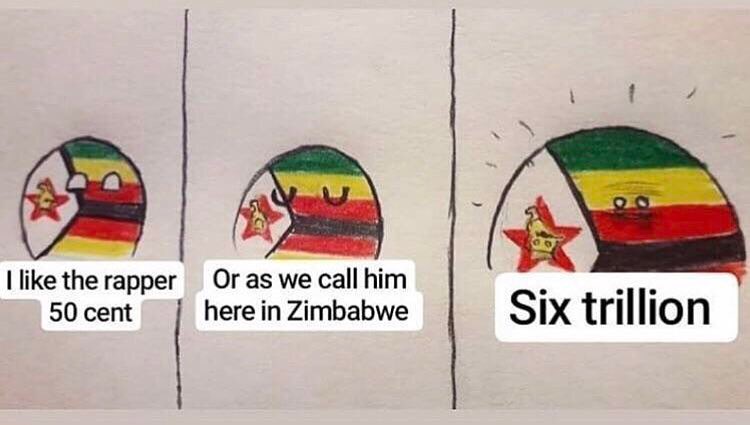 I like the rapper
50 cent
Or as we call him
here in Zimbabwe
Six trillion